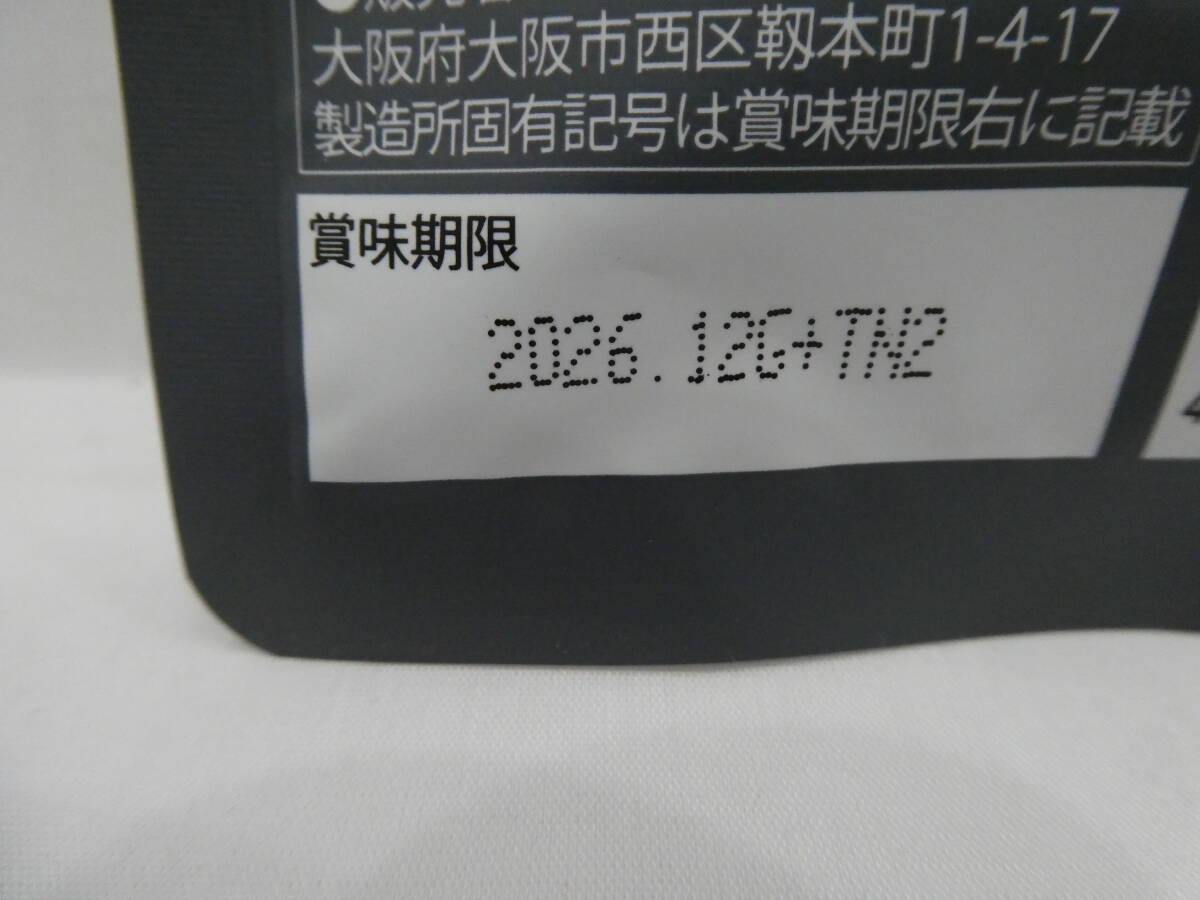 大阪府大阪市西区靱本町1-4-17
製造所固有記号は賞味期限右に記載
賞味期限
2026.12G+TN2